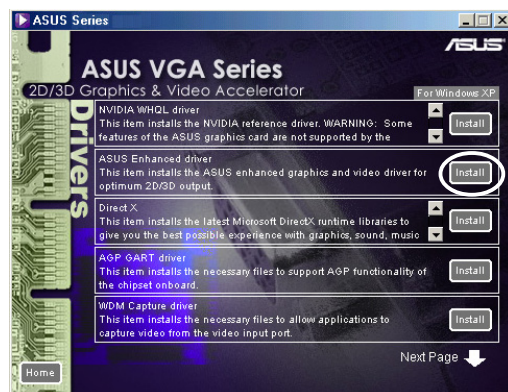 ASUS Series
ASUS
ASUS VGA Series
2D/3D Graphics & Video Accelerator
For Windows XP
Drivers
NVIDIA WHQL driver
This item installs the NVIDIA reference driver. WARNING: Some
features of the ASUS graphics card are not supported by the
Install
ASUS Enhanced driver
This item installs the ASUS enhanced graphics and video driver for
optimum 2D/3D output.
Install
Direct X
This item installs the latest Microsoft DirectX runtime libraries to
give you the best possible experience with graphics, sound, music
Install
AGP GART driver
This item installs the necessary files to support AGP functionality of
the chipset onboard.
Install
WDM Capture driver
This item installs the necessary files to allow applications to
capture video from the video input port.
Install
Next Page
Home